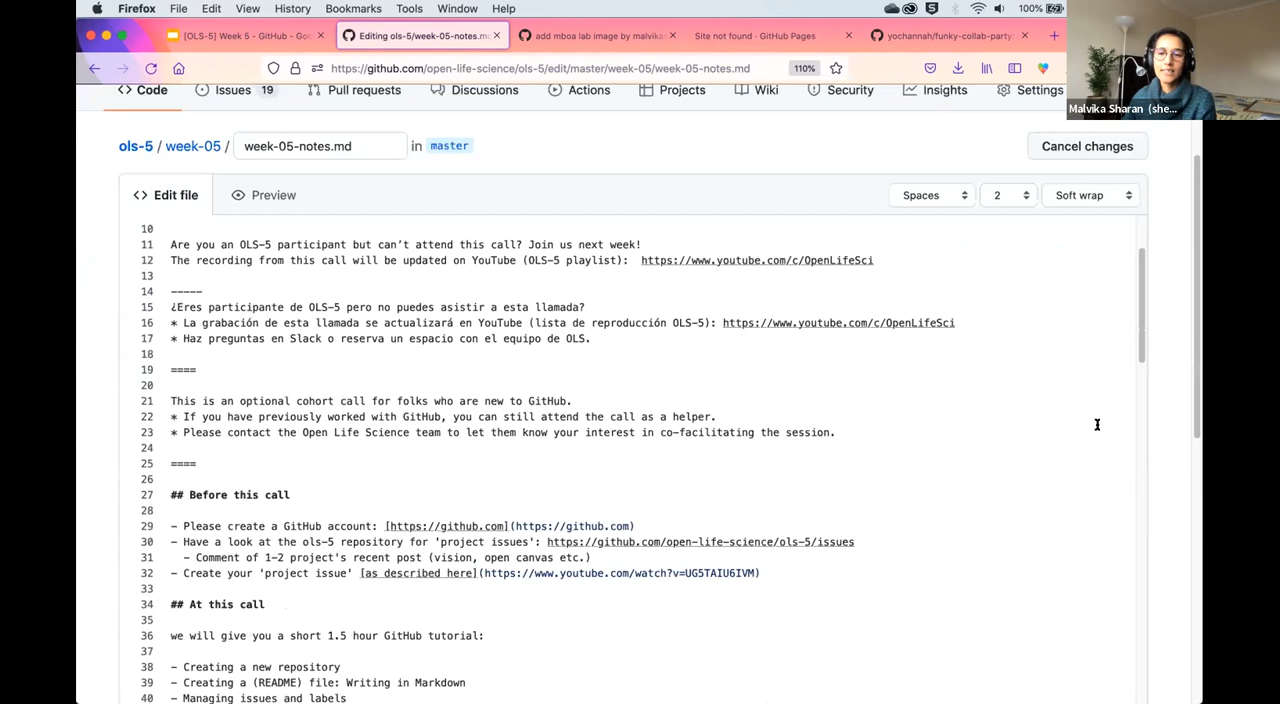 Firefox File Edit View History Bookmarks Tools Window Help 100%
[OLS-5] Week 5 - GitHub - Goo
Editing ols-5/week-05-notes.m
add mboa lab image by malvika
Site not found · GitHub Pages
yochannah/funky-collab-party:
https://github.com/open-life-science/ols-5/edit/master/week-05/week-05-notes.md 110%
Malvika Sharan (she...
Code Issues 19 Pull requests Discussions Actions Projects Wiki Security Insights Settings
ols-5 / week-05 / week-05-notes.md in master Cancel changes
<> Edit file Preview Spaces 2 Soft wrap
10
11 Are you an OLS-5 participant but can't attend this call? Join us next week!
12 The recording from this call will be updated on YouTube (OLS-5 playlist): https://www.youtube.com/c/OpenLifeSci
13
14 -----
15 ¿Eres participante de OLS-5 pero no puedes asistir a esta llamada?
16 * La grabación de esta llamada se actualizará en YouTube (lista de reproducción OLS-5): https://www.youtube.com/c/OpenLifeSci
17 * Haz preguntas en Slack o reserva un espacio con el equipo de OLS.
18
19 ====
20
21 This is an optional cohort call for folks who are new to GitHub.
22 * If you have previously worked with GitHub, you can still attend the call as a helper.
23 * Please contact the Open Life Science team to let them know your interest in co-facilitating the session.
24
25 ====
26
27 ## Before this call
28
29 - Please create a GitHub account: [https://github.com](https://github.com)
30 - Have a look at the ols-5 repository for 'project issues': https://github.com/open-life-science/ols-5/issues
31 - Comment of 1-2 project's recent post (vision, open canvas etc.)
32 - Create your 'project issue' [as described here](https://www.youtube.com/watch?v=UG5TAIU6IVM)
33
34 ## At this call
35
36 we will give you a short 1.5 hour GitHub tutorial:
37
38 - Creating a new repository
39 - Creating a (README) file: Writing in Markdown
40 - Managing issues and labels